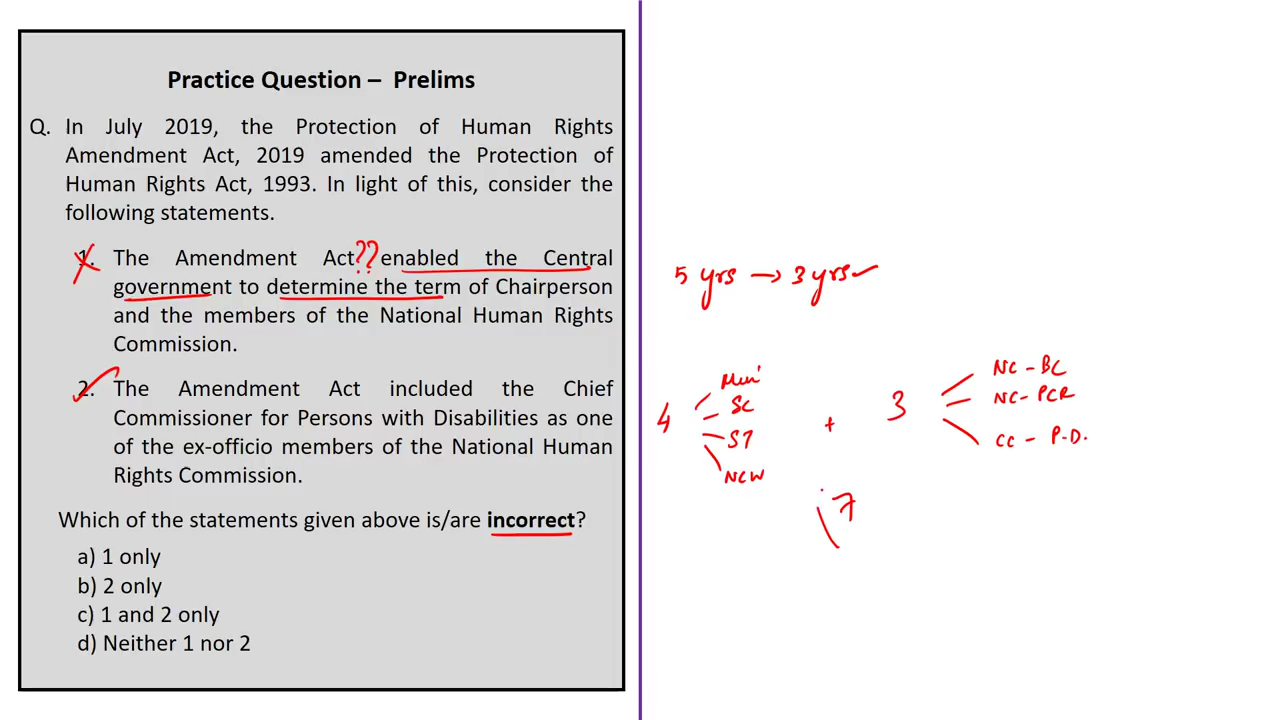 Practice Question – Prelims
Q. In July 2019, the Protection of Human Rights
Amendment Act, 2019 amended the Protection of
Human Rights Act, 1993. In light of this, consider the
following statements.
1. The Amendment Act ?? enabled the Central
government to determine the term of Chairperson
and the members of the National Human Rights
Commission.
2. The Amendment Act included the Chief
Commissioner for Persons with Disabilities as one
of the ex-officio members of the National Human
Rights Commission.
Which of the statements given above is/are incorrect?
a) 1 only
b) 2 only
c) 1 and 2 only
d) Neither 1 nor 2
5 yrs → 3 yrs
4
Min
SC
ST
NCW
+
3
NC - BC
NC - PCR
CC - P.D.
7